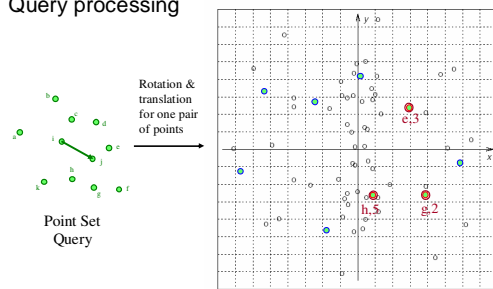 Query processing
Rotation &
translation
for one pair
of points
b
c
d
a
i
e
j
h
k
g
f
Point Set
Query
y
x
e,3
h,5
g,2